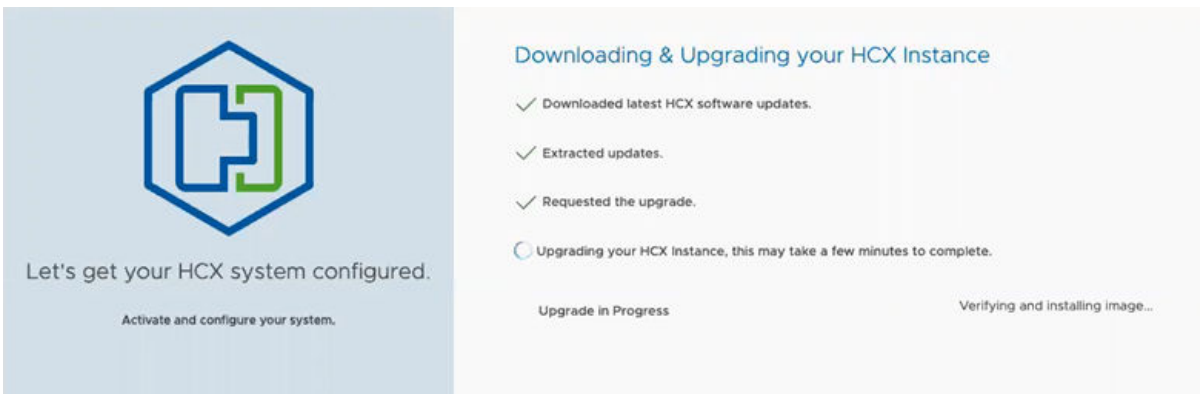 Let's get your HCX system configured.
Activate and configure your system.
Downloading & Upgrading your HCX Instance
Downloaded latest HCX software updates.
Extracted updates.
Requested the upgrade.
Upgrading your HCX Instance, this may take a few minutes to complete.
Upgrade in Progress
Verifying and installing image...